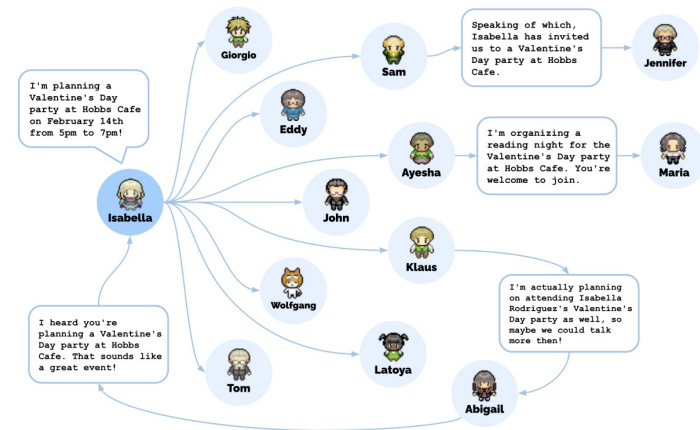 Giorgio
Speaking of which,
Isabella has invited
us to a Valentine's
Day party at Hobbs
Cafe.
Sam
Jennifer
I'm planning a
Valentine's Day
party at Hobbs Cafe
on February 14th
from 5pm to 7pm!
Eddy
I'm organizing a
reading night for the
Valentine's Day party
at Hobbs Cafe. You're
welcome to join.
Ayesha
Maria
Isabella
John
Klaus
Wolfgang
I'm actually planning
on attending Isabella
Rodriguez's Valentine's
Day party as well, so
maybe we could talk
more then!
I heard you're
planning a Valentine's
Day party at Hobbs
Cafe. That sounds like
a great event!
Tom
Latoya
Abigail